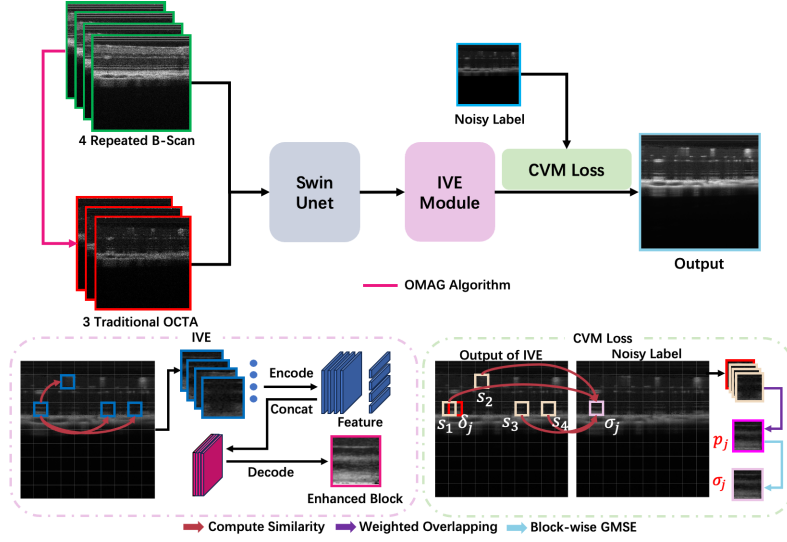 4 Repeated B-Scan
3 Traditional OCTA
Swin
Unet
IVE
Module
Noisy Label
CVM Loss
Output
OMAG Algorithm
IVE
Encode
Concat
Feature
Decode
Enhanced Block
CVM Loss
Output of IVE
Noisy Label
s₂
s₁
δⱼ
s₃
s₄
σⱼ
pⱼ
σⱼ
Compute Similarity
Weighted Overlapping
Block-wise GMSE